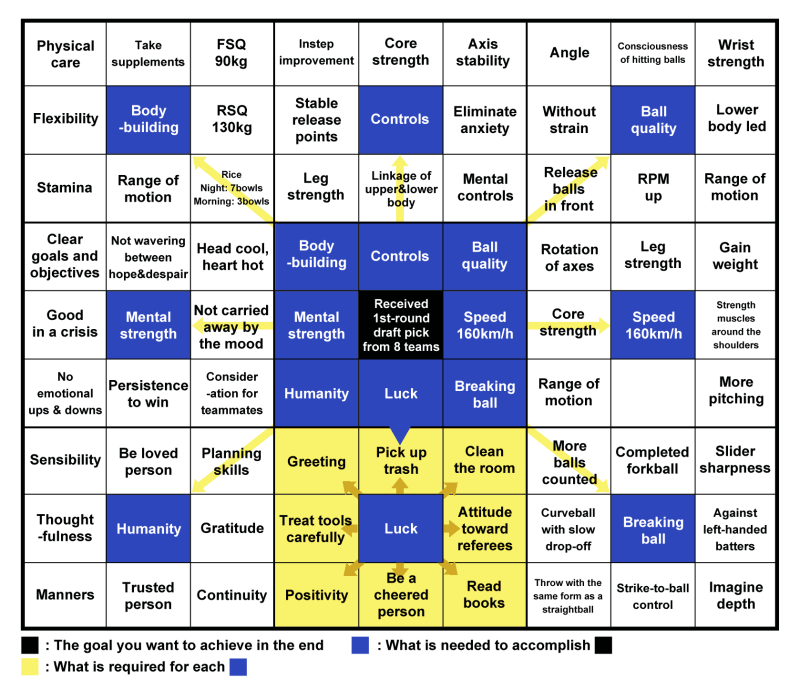 Physical care
Take supplements
FSQ 90kg
Instep improvement
Core strength
Axis stability
Angle
Consciousness of hitting balls
Wrist strength
Flexibility
Body -building
RSQ 130kg
Stable release points
Controls
Eliminate anxiety
Without strain
Ball quality
Lower body led
Stamina
Range of motion
Rice Night: 7bowls Morning: 3bowls
Leg strength
Linkage of upper&lower body
Mental controls
Release balls in front
RPM up
Range of motion
Clear goals and objectives
Not wavering between hope&despair
Head cool, heart hot
Body -building
Controls
Ball quality
Rotation of axes
Leg strength
Gain weight
Good in a crisis
Mental strength
Not carried away by the mood
Mental strength
Received 1st-round draft pick from 8 teams
Speed 160km/h
Core strength
Speed 160km/h
Strength muscles around the shoulders
No emotional ups & downs
Persistence to win
Consider -ation for teammates
Humanity
Luck
Breaking ball
Range of motion
More pitching
Sensibility
Be loved person
Planning skills
Greeting
Pick up trash
Clean the room
More balls counted
Completed forkball
Slider sharpness
Thought -fulness
Humanity
Gratitude
Treat tools carefully
Luck
Attitude toward referees
Curveball with slow drop-off
Breaking ball
Against left-handed batters
Manners
Trusted person
Continuity
Positivity
Be a cheered person
Read books
Throw with the same form as a straightball
Strike-to-ball control
Imagine depth
: The goal you want to achieve in the end
: What is needed to accomplish
: What is required for each